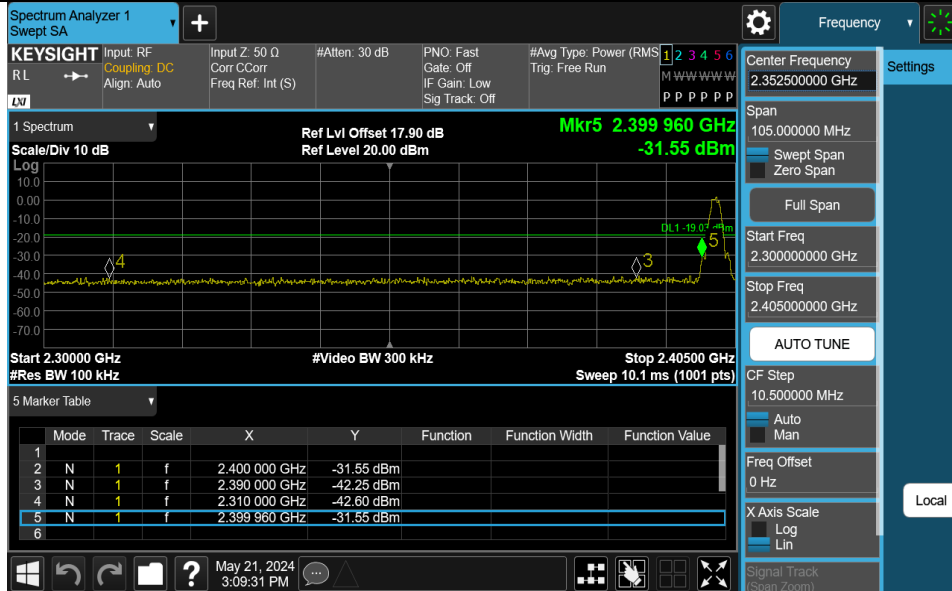 Spectrum Analyzer 1
Swept SA
+
Frequency
KEYSIGHT
RL
LXI
Input: RF
Coupling: DC
Align: Auto
Input Z: 50 Ω
Corr CCorr
Freq Ref: Int (S)
#Atten: 30 dB
PNO: Fast
Gate: Off
IF Gain: Low
Sig Track: Off
#Avg Type: Power (RMS
Trig: Free Run
1 2 3 4 5 6
M W W W W W
P P P P P P
1 Spectrum
Scale/Div 10 dB
Ref Lvl Offset 17.90 dB
Ref Level 20.00 dBm
Mkr5 2.399 960 GHz
-31.55 dBm
Log
10.0
0.00
-10.0
-20.0
-30.0
-40.0
-50.0
-60.0
-70.0
DL1 -19.03 dBm
4
3
5
Start 2.30000 GHz
#Video BW 300 kHz
Stop 2.40500 GHz
#Res BW 100 kHz
Sweep 10.1 ms (1001 pts)
5 Marker Table
Mode Trace Scale X Y Function Function Width Function Value
1
2 N 1 f 2.400 000 GHz -31.55 dBm
3 N 1 f 2.390 000 GHz -42.25 dBm
4 N 1 f 2.310 000 GHz -42.60 dBm
5 N 1 f 2.399 960 GHz -31.55 dBm
6
?
May 21, 2024
3:09:31 PM
Center Frequency
2.352500000 GHz
Span
105.000000 MHz
Swept Span
Zero Span
Full Span
Start Freq
2.300000000 GHz
Stop Freq
2.405000000 GHz
AUTO TUNE
CF Step
10.500000 MHz
Auto
Man
Freq Offset
0 Hz
X Axis Scale
Log
Lin
Signal Track
(Span Zoom)
Settings
Local